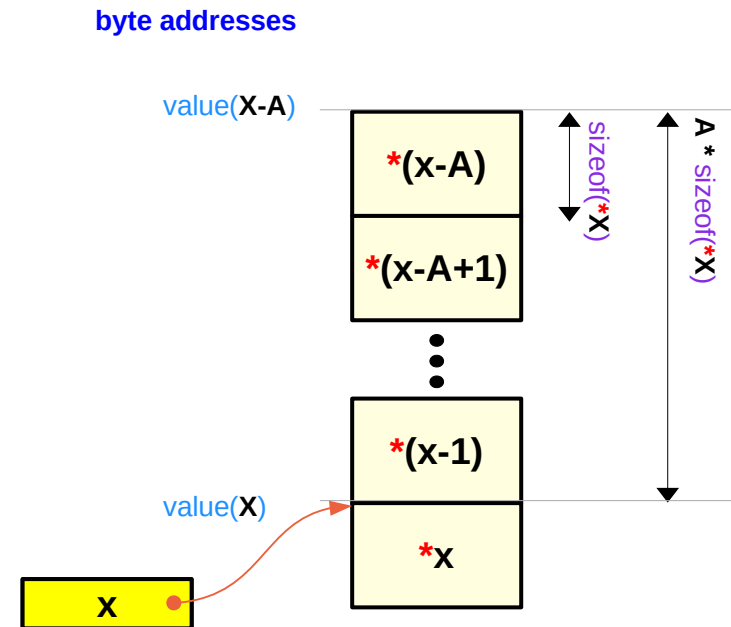 byte addresses
value(X-A)
*(x-A)
sizeof(*X)
A * sizeof(*X)
*(x-A+1)
*(x-1)
value(X)
*x
x